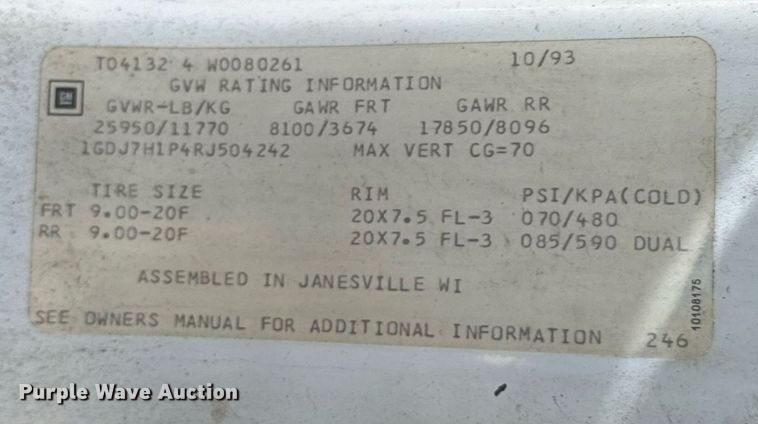 TO4132 4 WO080261 10/93
GVW RATING INFORMATION
GM
GVWR-LB/KG GAWR FRT GAWR RR
25950/11770 8100/3674 17850/8096
1GDJ7H1P4RJ504242 MAX VERT CG=70
TIRE SIZE RIM PSI/KPA(COLD)
FRT 9.00-20F 20X7.5 FL-3 070/480
RR 9.00-20F 20X7.5 FL-3 085/590 DUAL
ASSEMBLED IN JANESVILLE WI
SEE OWNERS MANUAL FOR ADDITIONAL INFORMATION 246
10108175
Purple Wave Auction